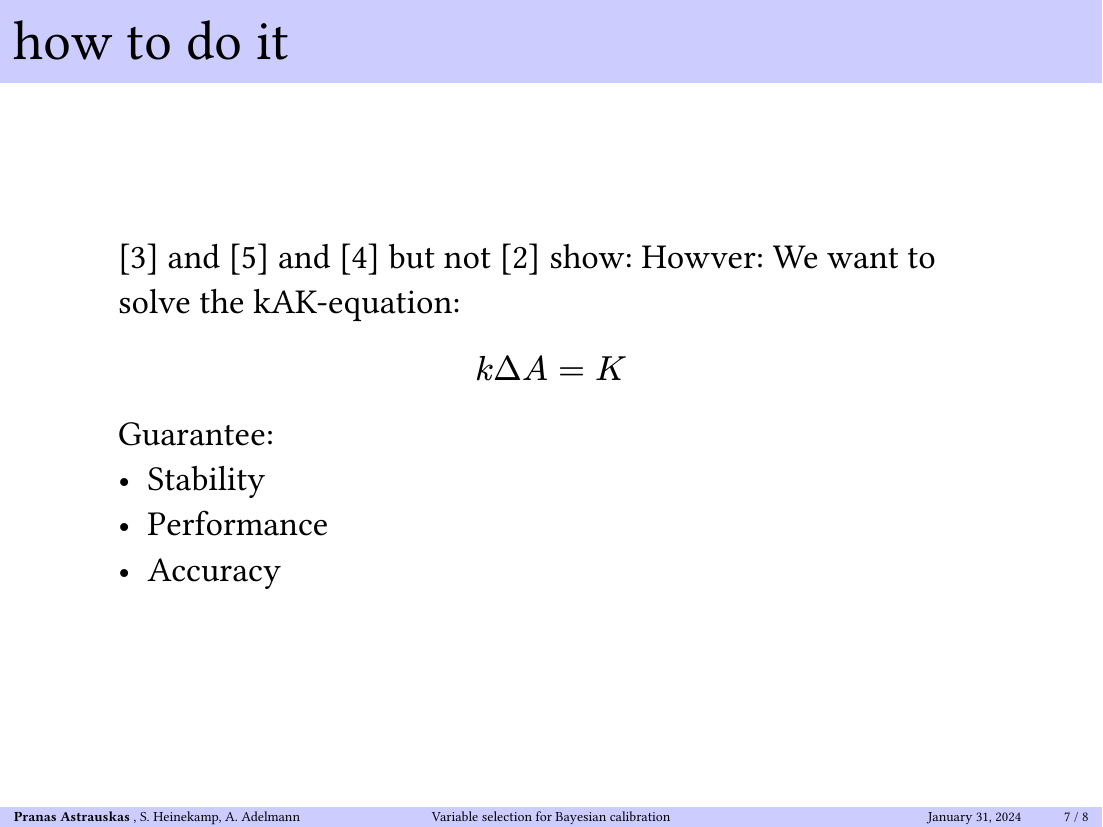 how to do it
[3] and [5] and [4] but not [2] show: Howver: We want to
solve the kAK-equation:
kΔA = K
Guarantee:
• Stability
• Performance
• Accuracy
Pranas Astrauskas , S. Heinekamp, A. Adelmann Variable selection for Bayesian calibration January 31, 2024 7 / 8